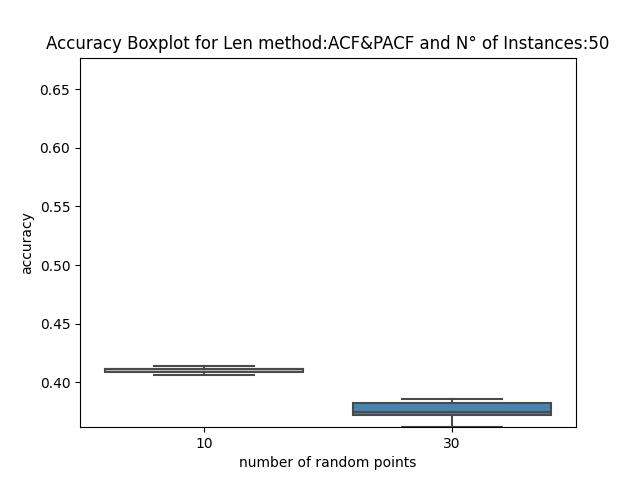 Accuracy Boxplot for Len method:ACF&PACF and N° of Instances:50
0.65
0.60
0.55
0.50
0.45
0.40
accuracy
10 30
number of random points